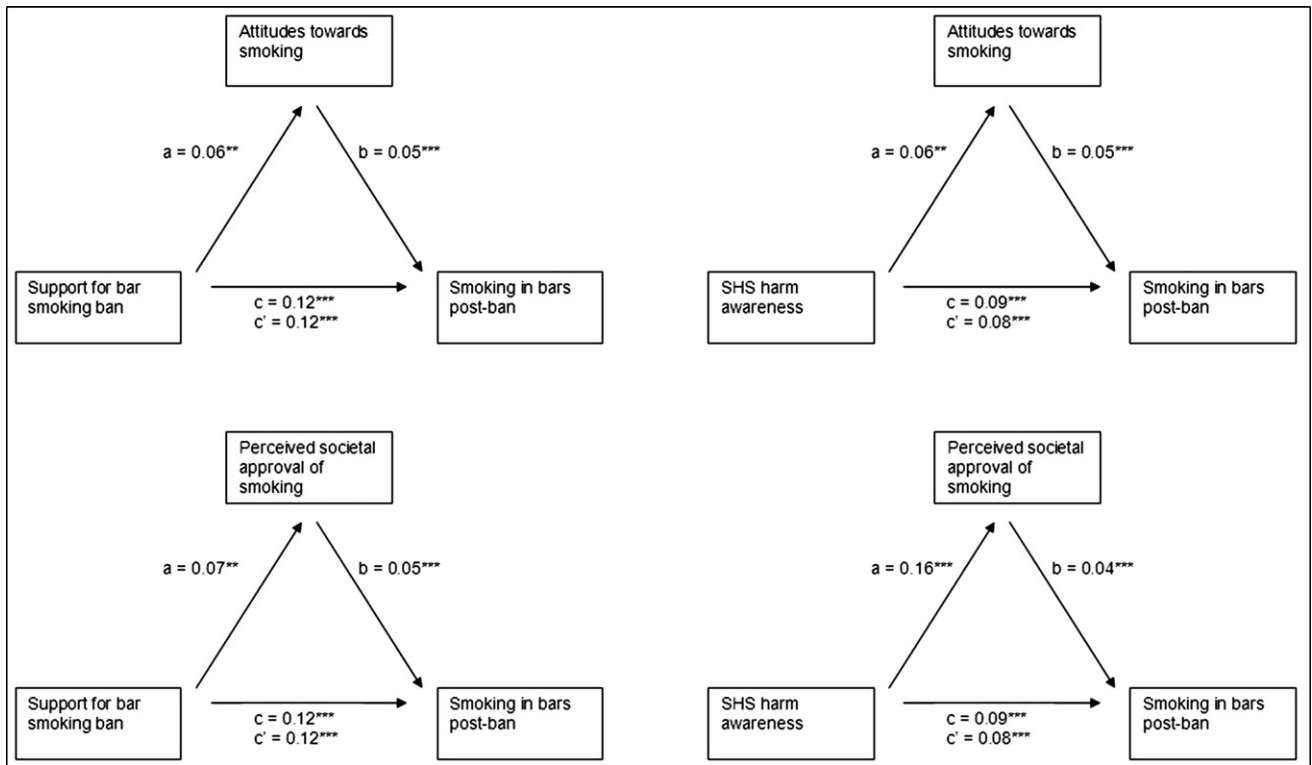 Attitudes towards
smoking
a = 0.06**
b = 0.05***
Support for bar
smoking ban
c = 0.12***
c' = 0.12***
Smoking in bars
post-ban
Attitudes towards
smoking
a = 0.06**
b = 0.05***
SHS harm
awareness
c = 0.09***
c' = 0.08***
Smoking in bars
post-ban
Perceived societal
approval of
smoking
a = 0.07**
b = 0.05***
Support for bar
smoking ban
c = 0.12***
c' = 0.12***
Smoking in bars
post-ban
Perceived societal
approval of
smoking
a = 0.16***
b = 0.04***
SHS harm
awareness
c = 0.09***
c' = 0.08***
Smoking in bars
post-ban